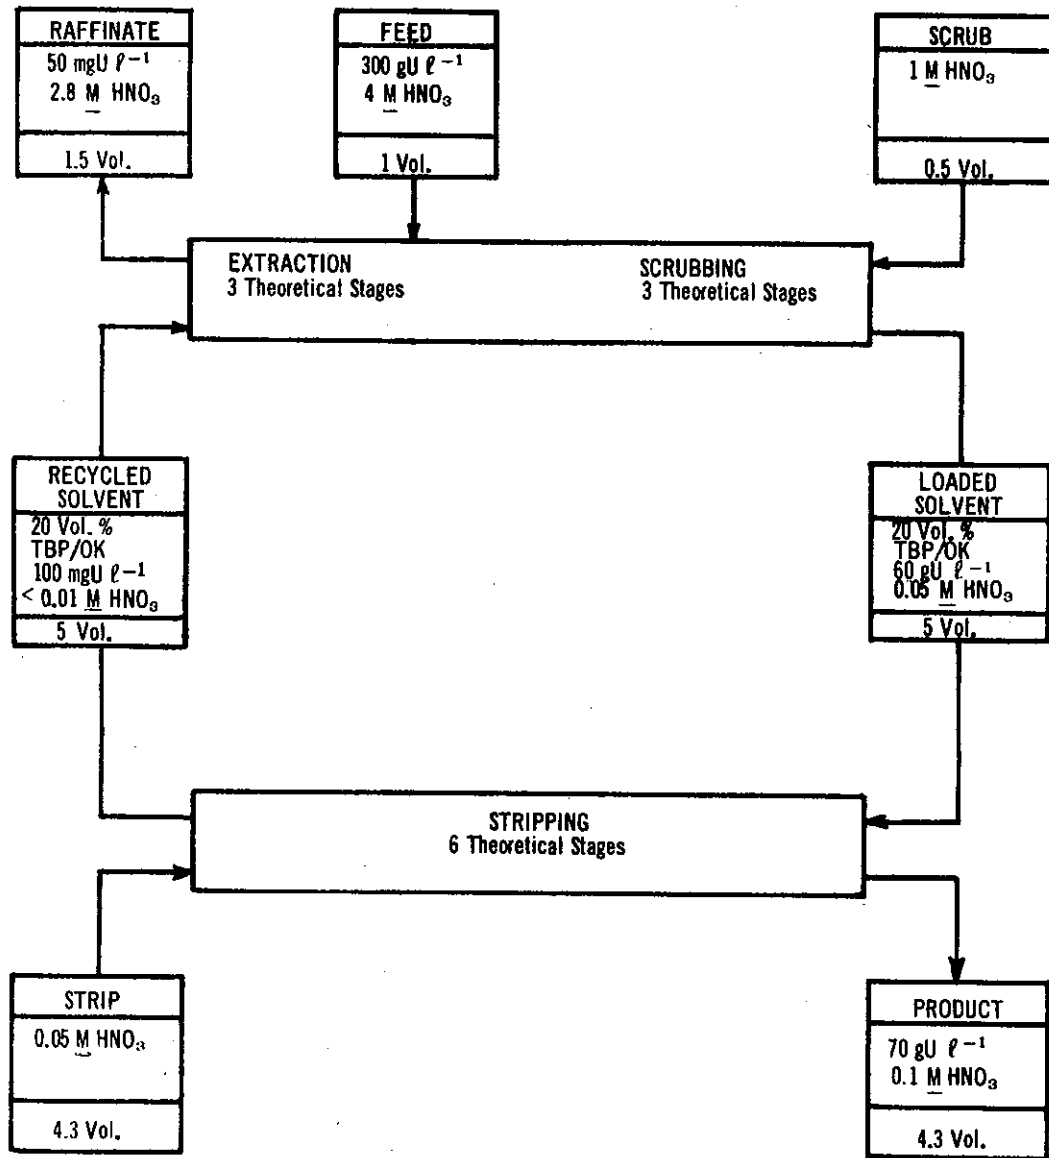 RAFFINATE
50 mgU ℓ⁻¹
2.8 M HNO₃
1.5 Vol.
FEED
300 gU ℓ⁻¹
4 M HNO₃
1 Vol.
SCRUB
1 M HNO₃
0.5 Vol.
EXTRACTION
3 Theoretical Stages
SCRUBBING
3 Theoretical Stages
RECYCLED
SOLVENT
20 Vol. %
TBP/OK
100 mgU ℓ⁻¹
< 0.01 M HNO₃
5 Vol.
LOADED
SOLVENT
20 Vol. %
TBP/OK
60 gU ℓ⁻¹
0.05 M HNO₃
5 Vol.
STRIPPING
6 Theoretical Stages
STRIP
0.05 M HNO₃
4.3 Vol.
PRODUCT
70 gU ℓ⁻¹
0.1 M HNO₃
4.3 Vol.